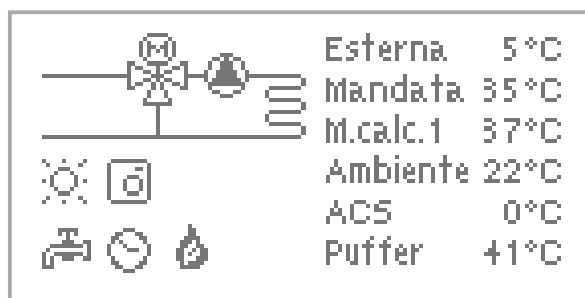 M
Esterna 5°C
Mandata 35°C
M.calc.1 37°C
Ambiente 22°C
ACS 0°C
Puffer 41°C